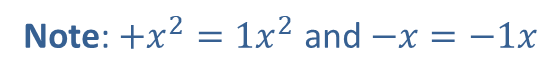 Note: +x² = 1x² and −x = −1x